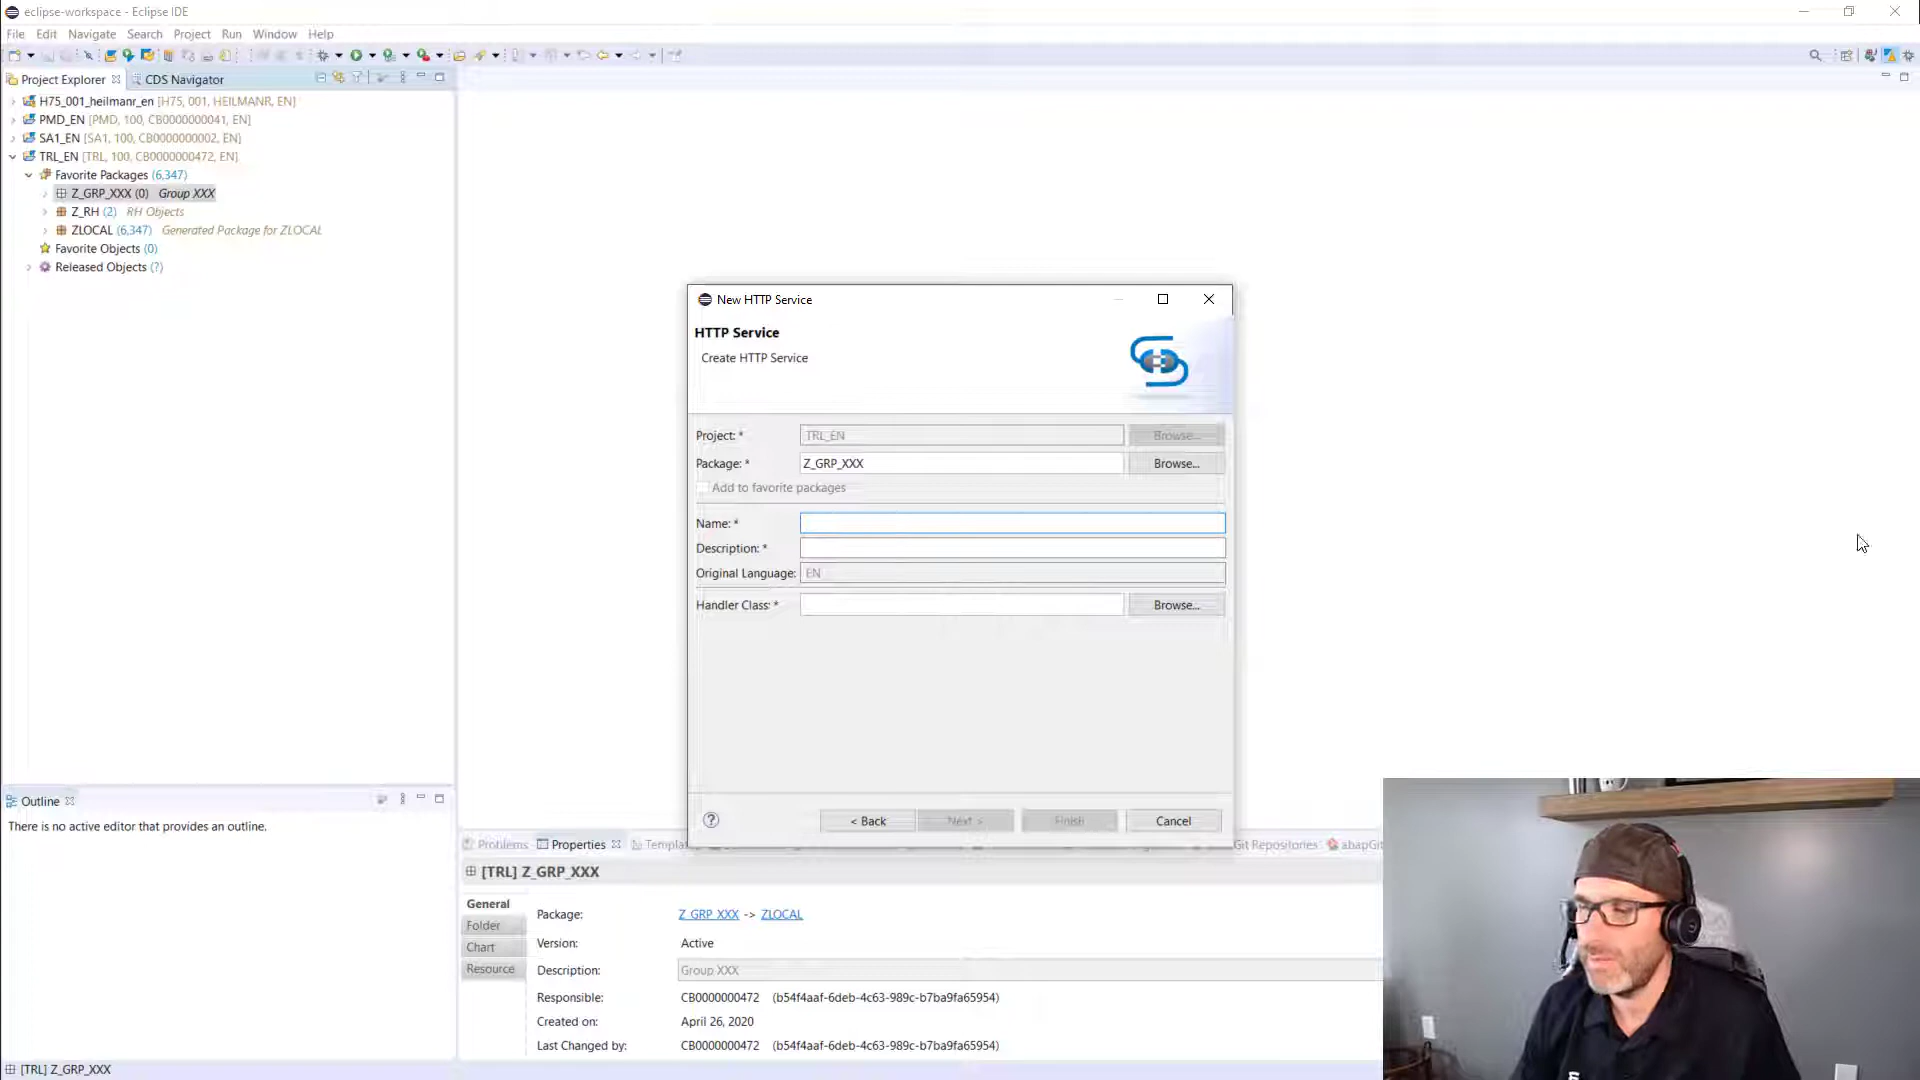 eclipse-workspace - Eclipse IDE
File Edit Navigate Search Project Run Window Help
Project Explorer CDS Navigator
H75_001_heilmanr_en [H75, 001, HEILMANR, EN]
PMD_EN [PMD, 100, CB0000000041, EN]
SA1_EN [SA1, 100, CB0000000002, EN]
TRL_EN [TRL, 100, CB0000000472, EN]
Favorite Packages (6,347)
Z_GRP_XXX (0) Group XXX
Z_RH (2) RH Objects
ZLOCAL (6,347) Generated Package for ZLOCAL
Favorite Objects (0)
Released Objects (?)
New HTTP Service
HTTP Service
Create HTTP Service
Project: * TRL_EN Browse...
Package: * Z_GRP_XXX Browse...
Add to favorite packages
Name: *
Description: *
Original Language: EN
Handler Class: * Browse...
? < Back Next > Finish Cancel
Outline
There is no active editor that provides an outline.
Problems Properties Templa Git Repositories abapGi
[TRL] Z_GRP_XXX
General
Folder
Chart
Resource
Package: Z_GRP_XXX -> ZLOCAL
Version: Active
Description: Group XXX
Responsible: CB0000000472 (b54f4aaf-6deb-4c63-989c-b7ba9fa65954)
Created on: April 26, 2020
Last Changed by: CB0000000472 (b54f4aaf-6deb-4c63-989c-b7ba9fa65954)
[TRL] Z_GRP_XXX